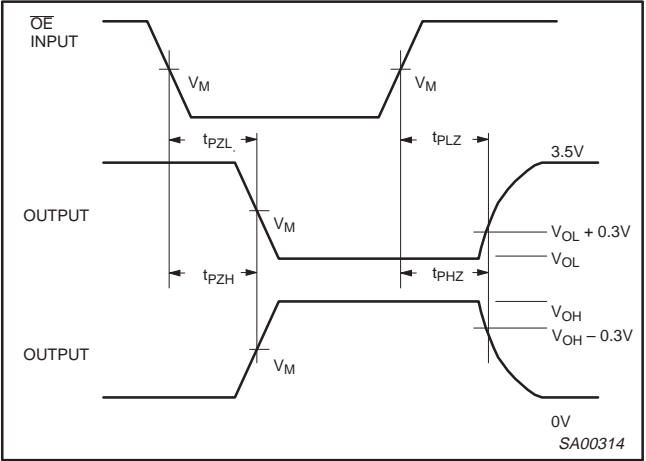 OE
INPUT
VM
VM
tPZL
tPLZ
3.5V
OUTPUT
VM
VOL + 0.3V
VOL
tPZH
tPHZ
VOH
VOH – 0.3V
OUTPUT
VM
0V
SA00314